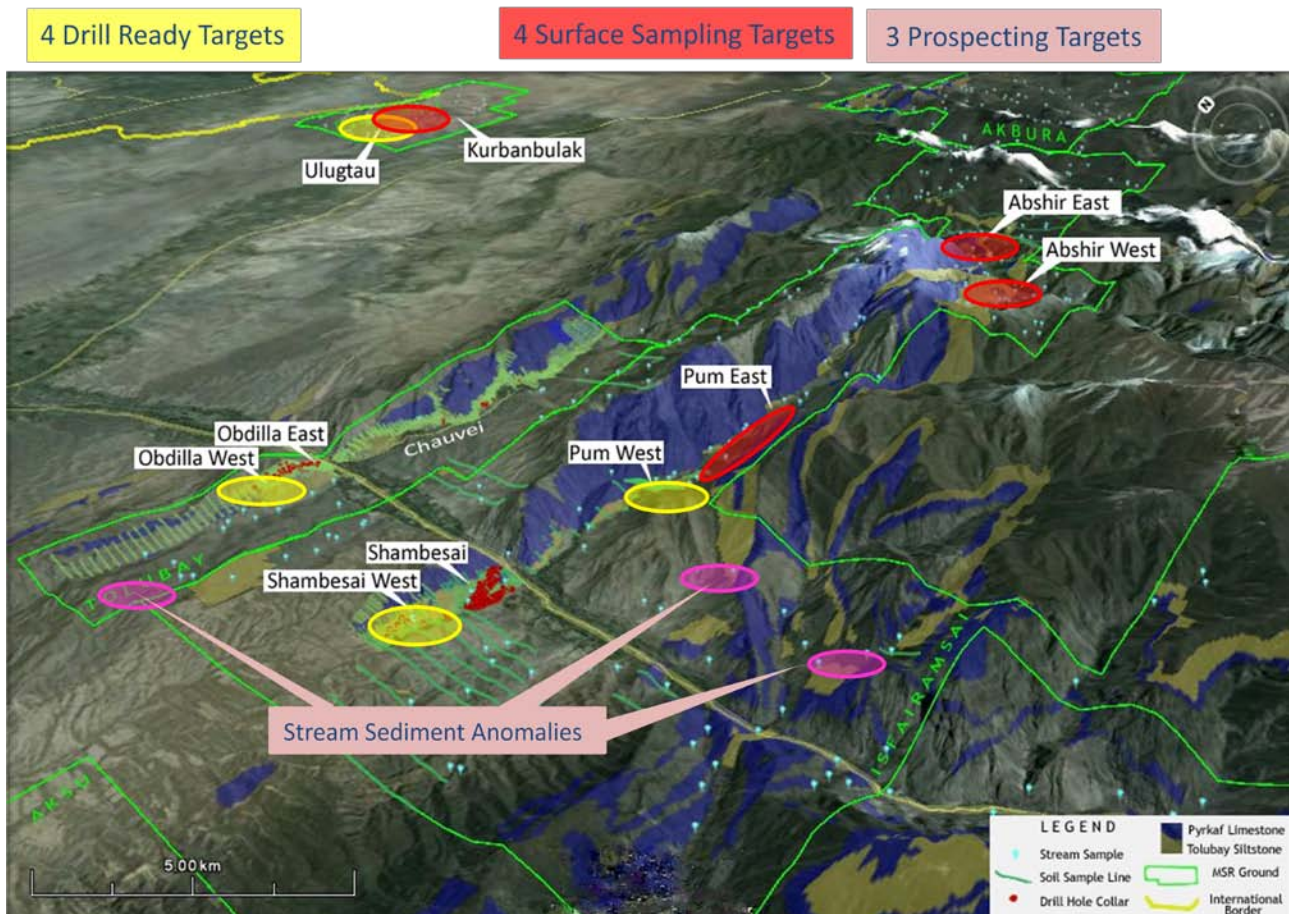 4 Drill Ready Targets
4 Surface Sampling Targets
3 Prospecting Targets
N
AKBURA
Kurbanbulak
Ulugtau
Abshir East
Abshir West
Pum East
Obdilla East
Chauvei
Obdilla West
Pum West
Shambesai
TOLUBAY
Shambesai West
ISFAIRAMSAI
Stream Sediment Anomalies
AKSU
5.00 km
LEGEND
Stream Sample
Soil Sample Line
Drill Hole Collar
Pyrkaf Limestone
Tolubay Siltstone
MSR Ground
International
Border